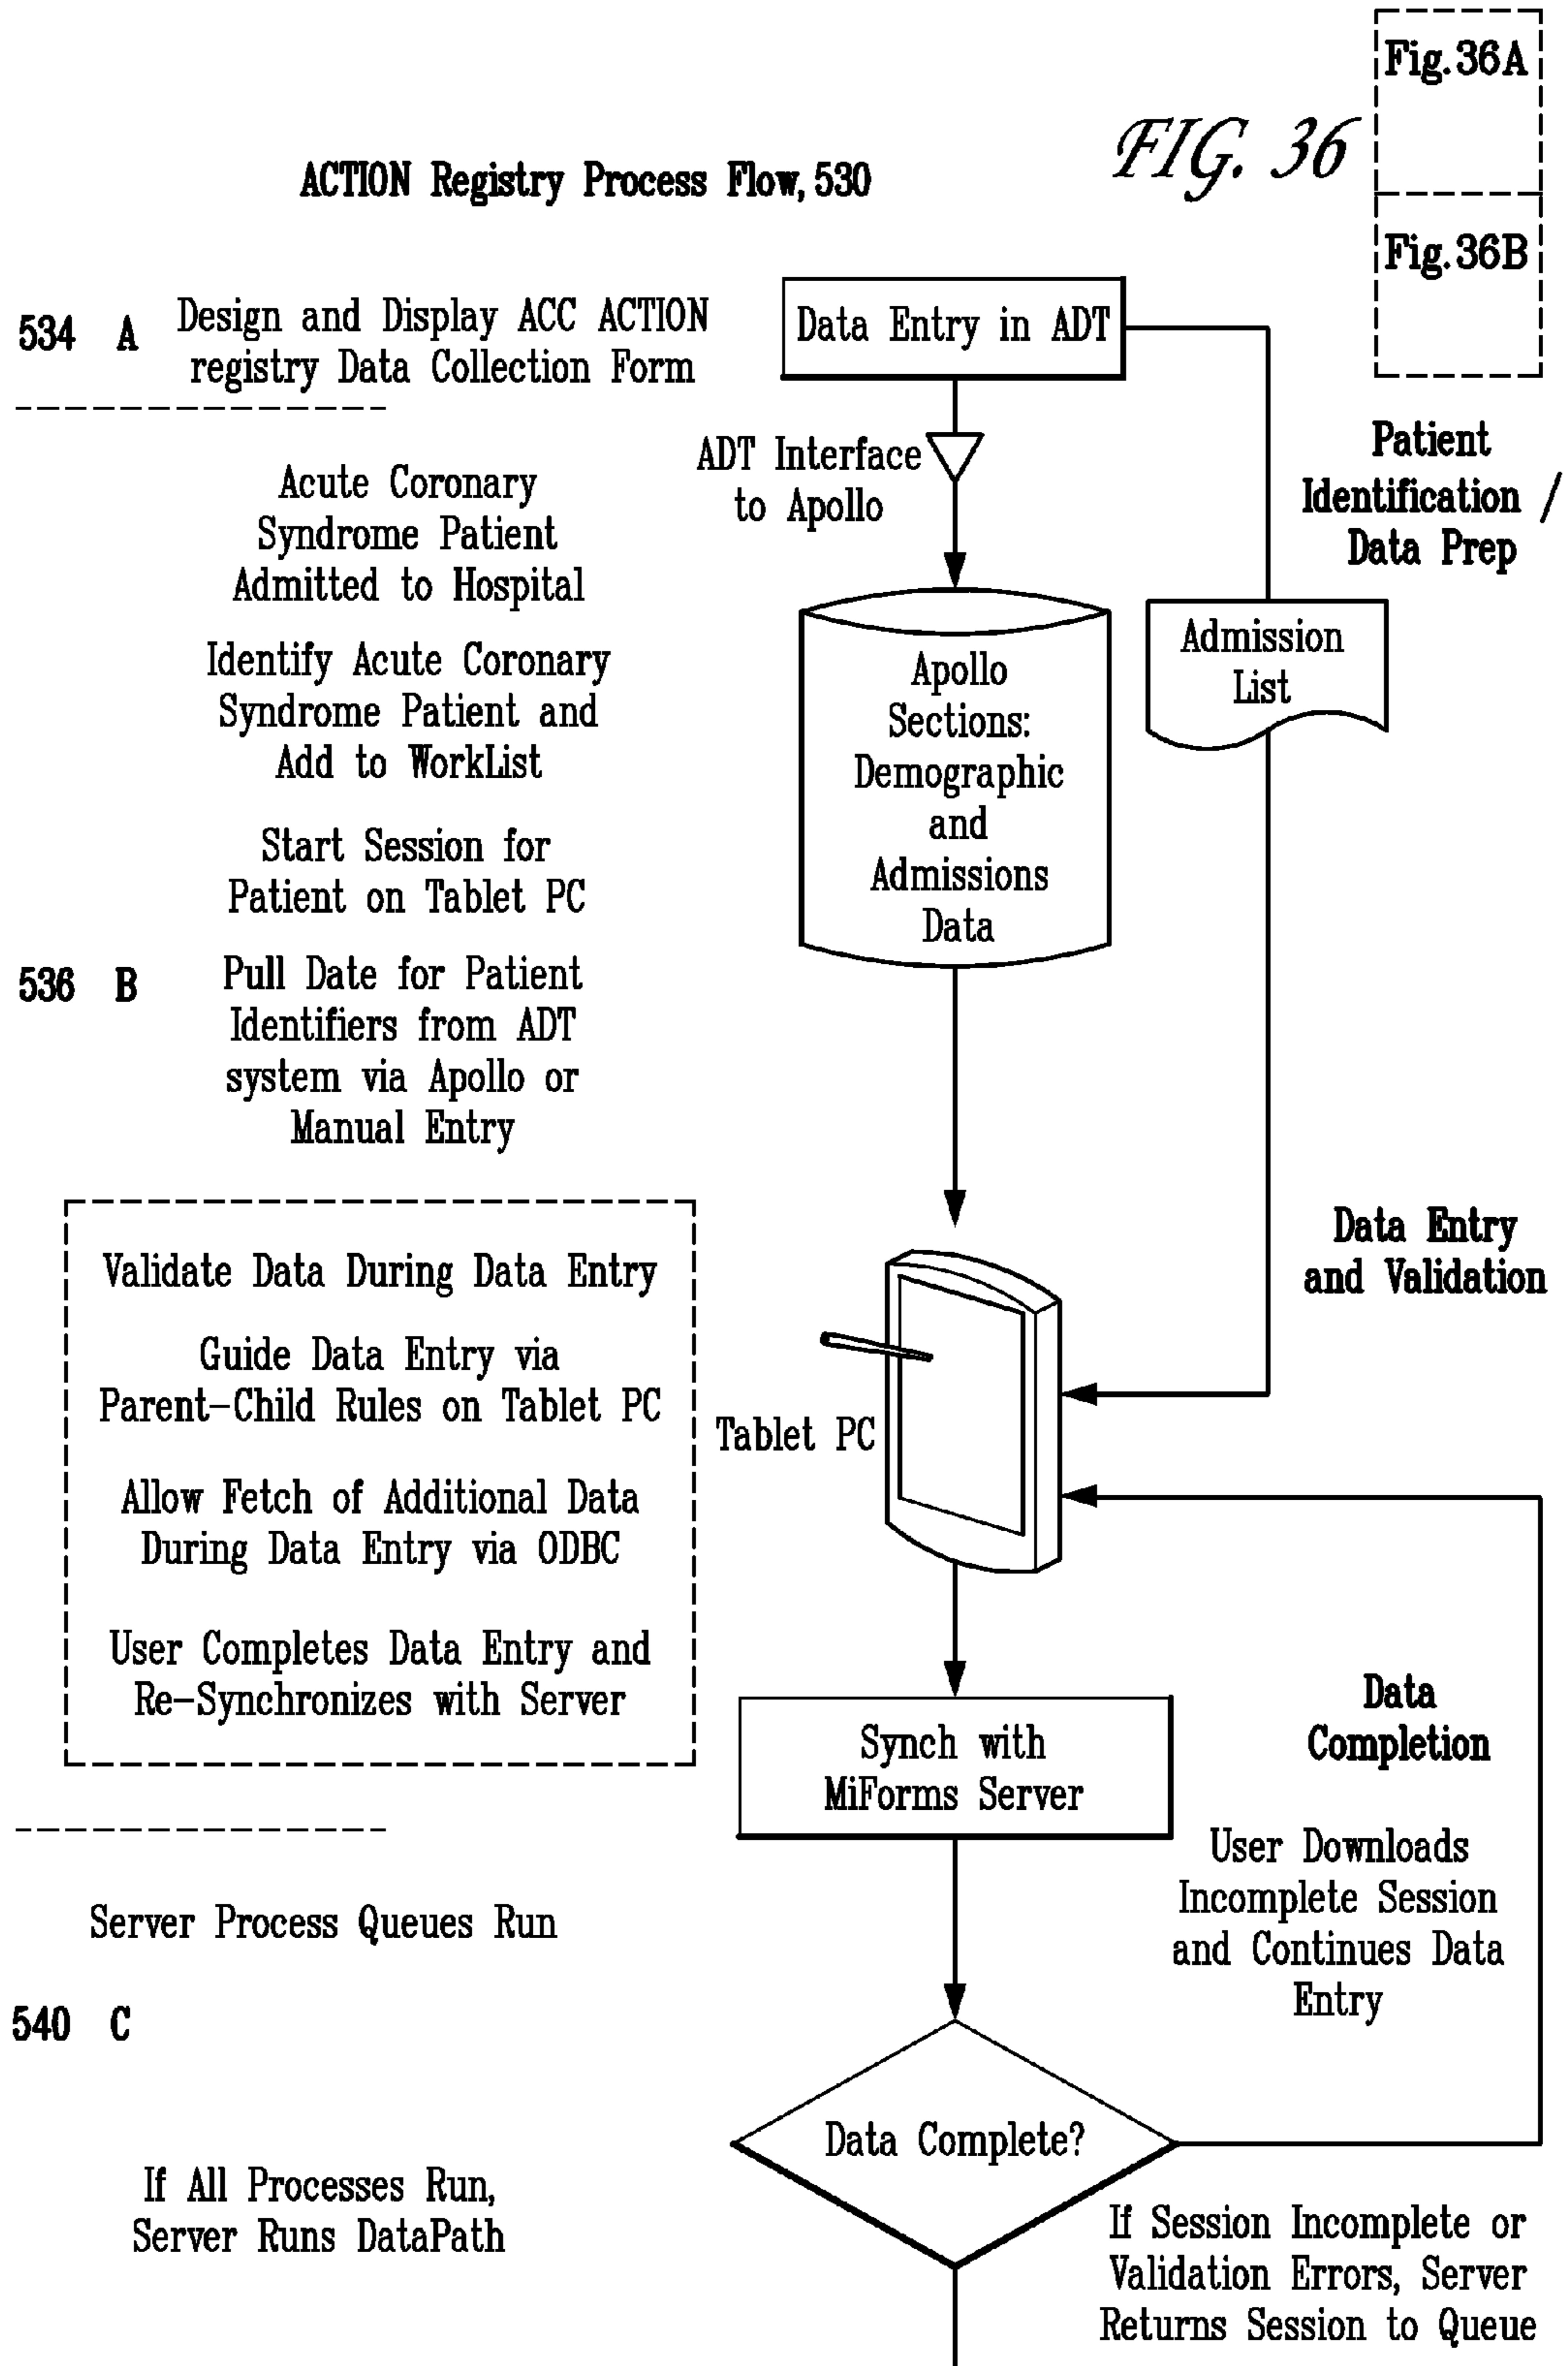 Fig.36A
FIG. 36
ACTION Registry Process Flow, 530
Fig.36B
534 A
Design and Display ACC ACTION
registry Data Collection Form
Data Entry in ADT
ADT Interface
to Apollo
Patient
Identification /
Data Prep
Acute Coronary
Syndrome Patient
Admitted to Hospital
Identify Acute Coronary
Syndrome Patient and
Add to WorkList
Start Session for
Patient on Tablet PC
Apollo
Sections:
Demographic
and
Admissions
Data
Admission
List
536 B
Pull Date for Patient
Identifiers from ADT
system via Apollo or
Manual Entry
Validate Data During Data Entry
Guide Data Entry via
Parent-Child Rules on Tablet PC
Allow Fetch of Additional Data
During Data Entry via ODBC
User Completes Data Entry and
Re-Synchronizes with Server
Tablet PC
Data Entry
and Validation
Synch with
MiForms Server
Data
Completion
User Downloads
Incomplete Session
and Continues Data
Entry
Server Process Queues Run
540 C
Data Complete?
If All Processes Run,
Server Runs DataPath
If Session Incomplete or
Validation Errors, Server
Returns Session to Queue